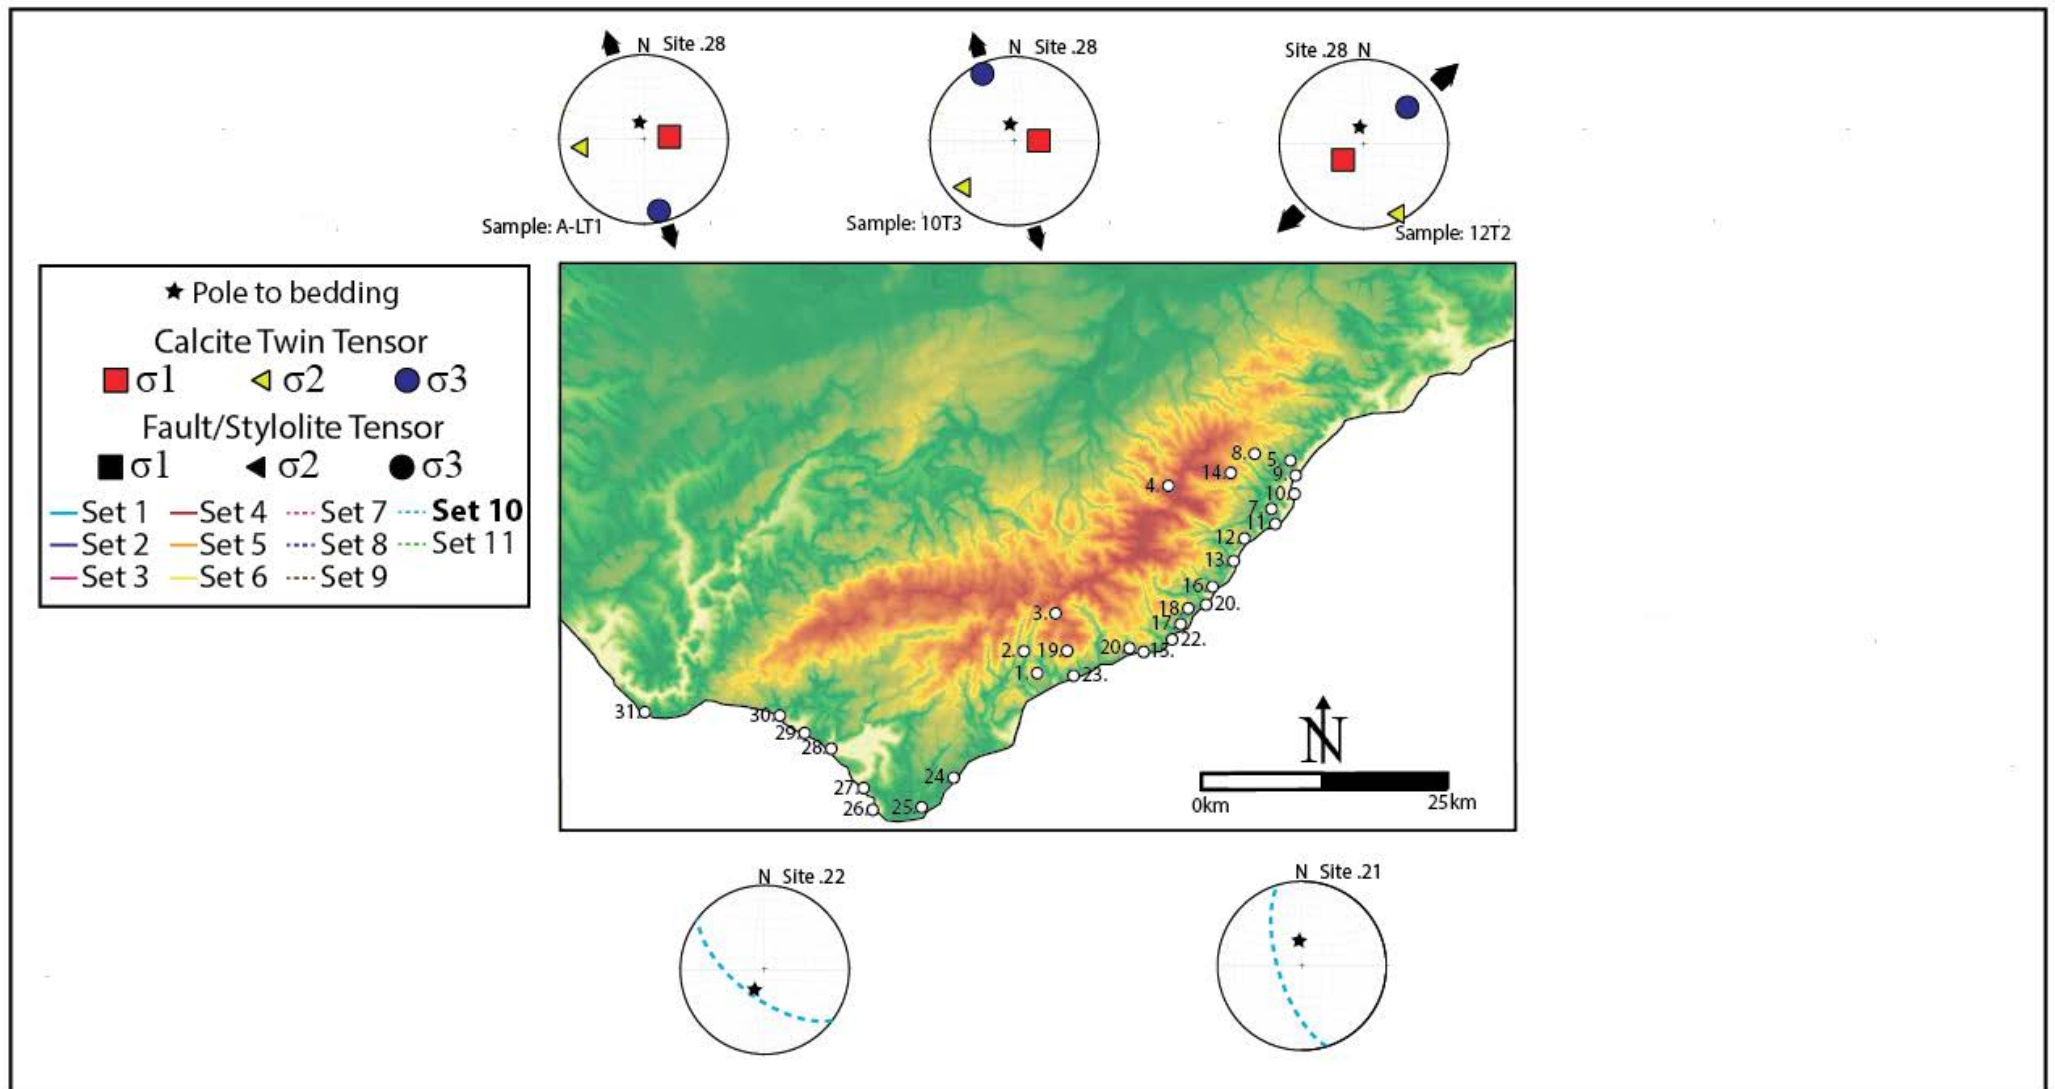 N Site .28
N Site .28
Site .28 N
Sample: A-LT1
Sample: 10T3
Sample: 12T2
Pole to bedding
Calcite Twin Tensor
σ1 σ2 σ3
Fault/Stylolite Tensor
σ1 σ2 σ3
Set 1 Set 4 Set 7 Set 10
Set 2 Set 5 Set 8 Set 11
Set 3 Set 6 Set 9
8.
5.
14.
9.
4.
10.
7.
11.
12.
13.
16.
18.
20.
3.
17.
22.
2.
19.
20.
13.
1.
23.
31.
30.
29.
28.
24.
27.
26.
25.
N
0km
25km
N Site .22
N Site .21